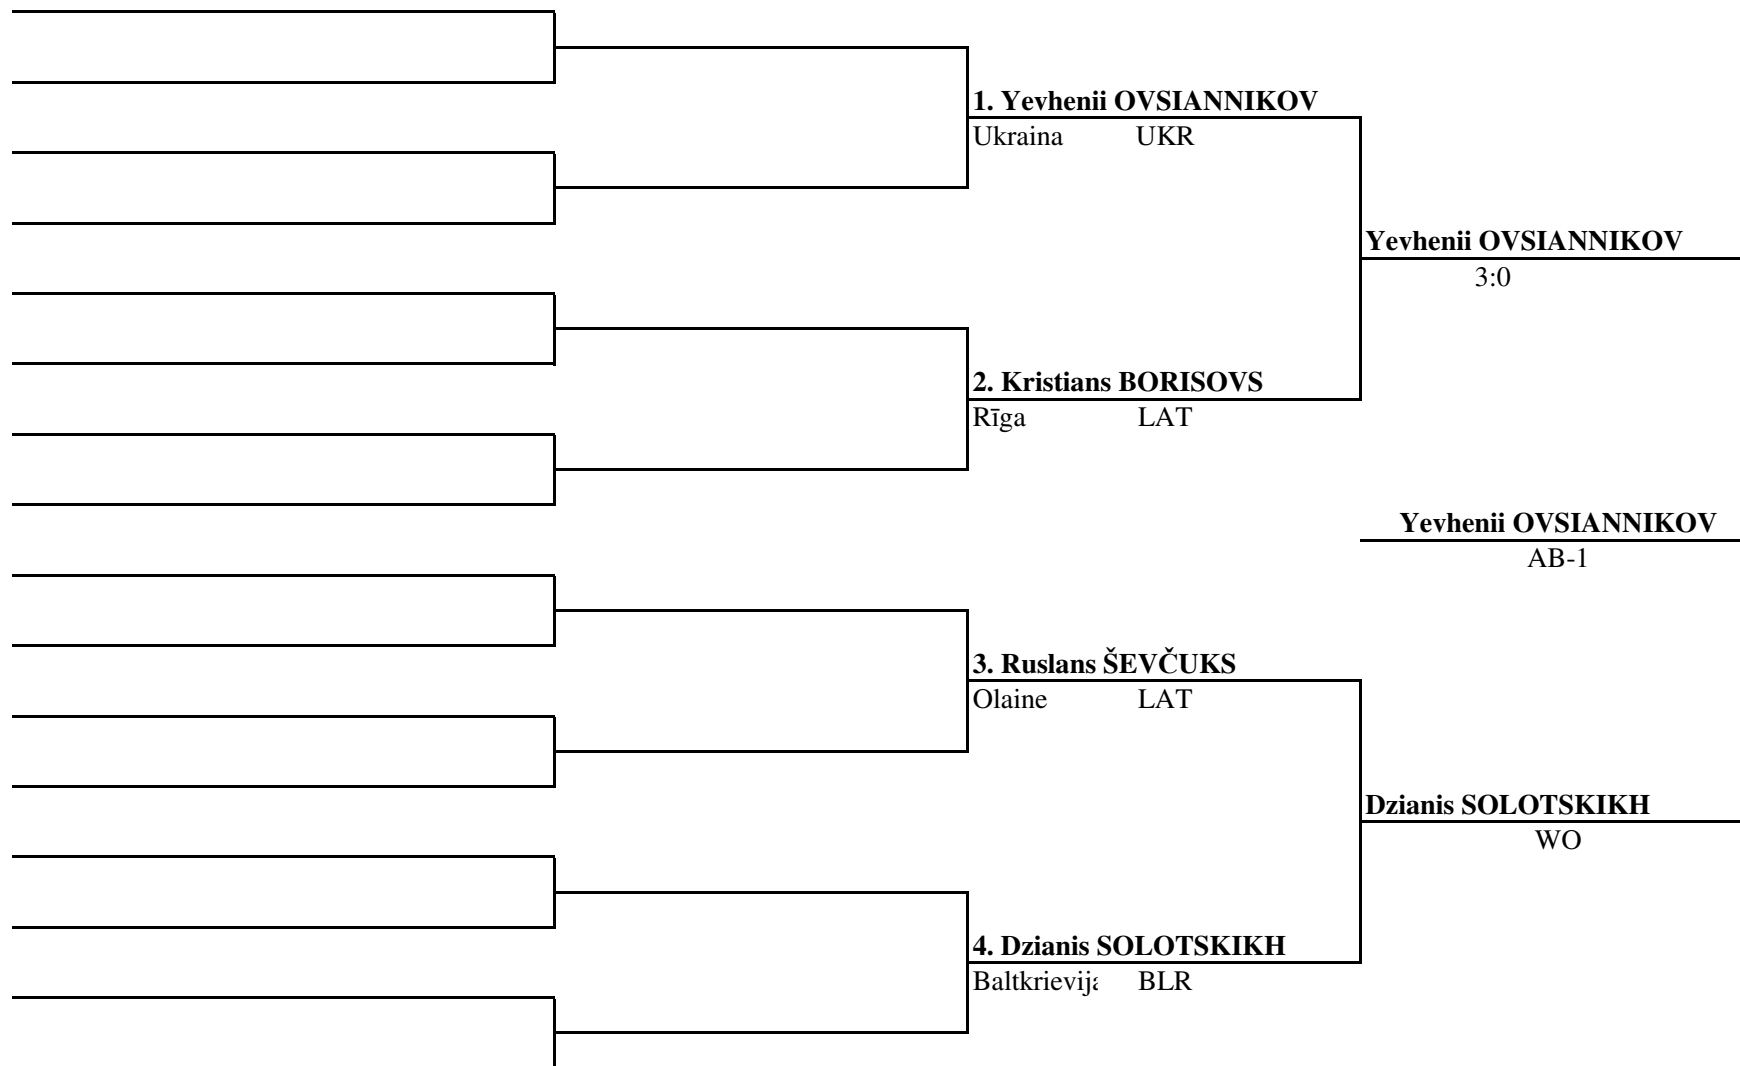 1. Yevhenii OVSIANNIKOV
Ukraina UKR
Yevhenii OVSIANNIKOV
3:0
2. Kristians BORISOVS
Rīga LAT
Yevhenii OVSIANNIKOV
AB-1
3. Ruslans ŠEVČUKS
Olaine LAT
Dzianis SOLOTSKIKH
WO
4. Dzianis SOLOTSKIKH
Baltkrievija BLR